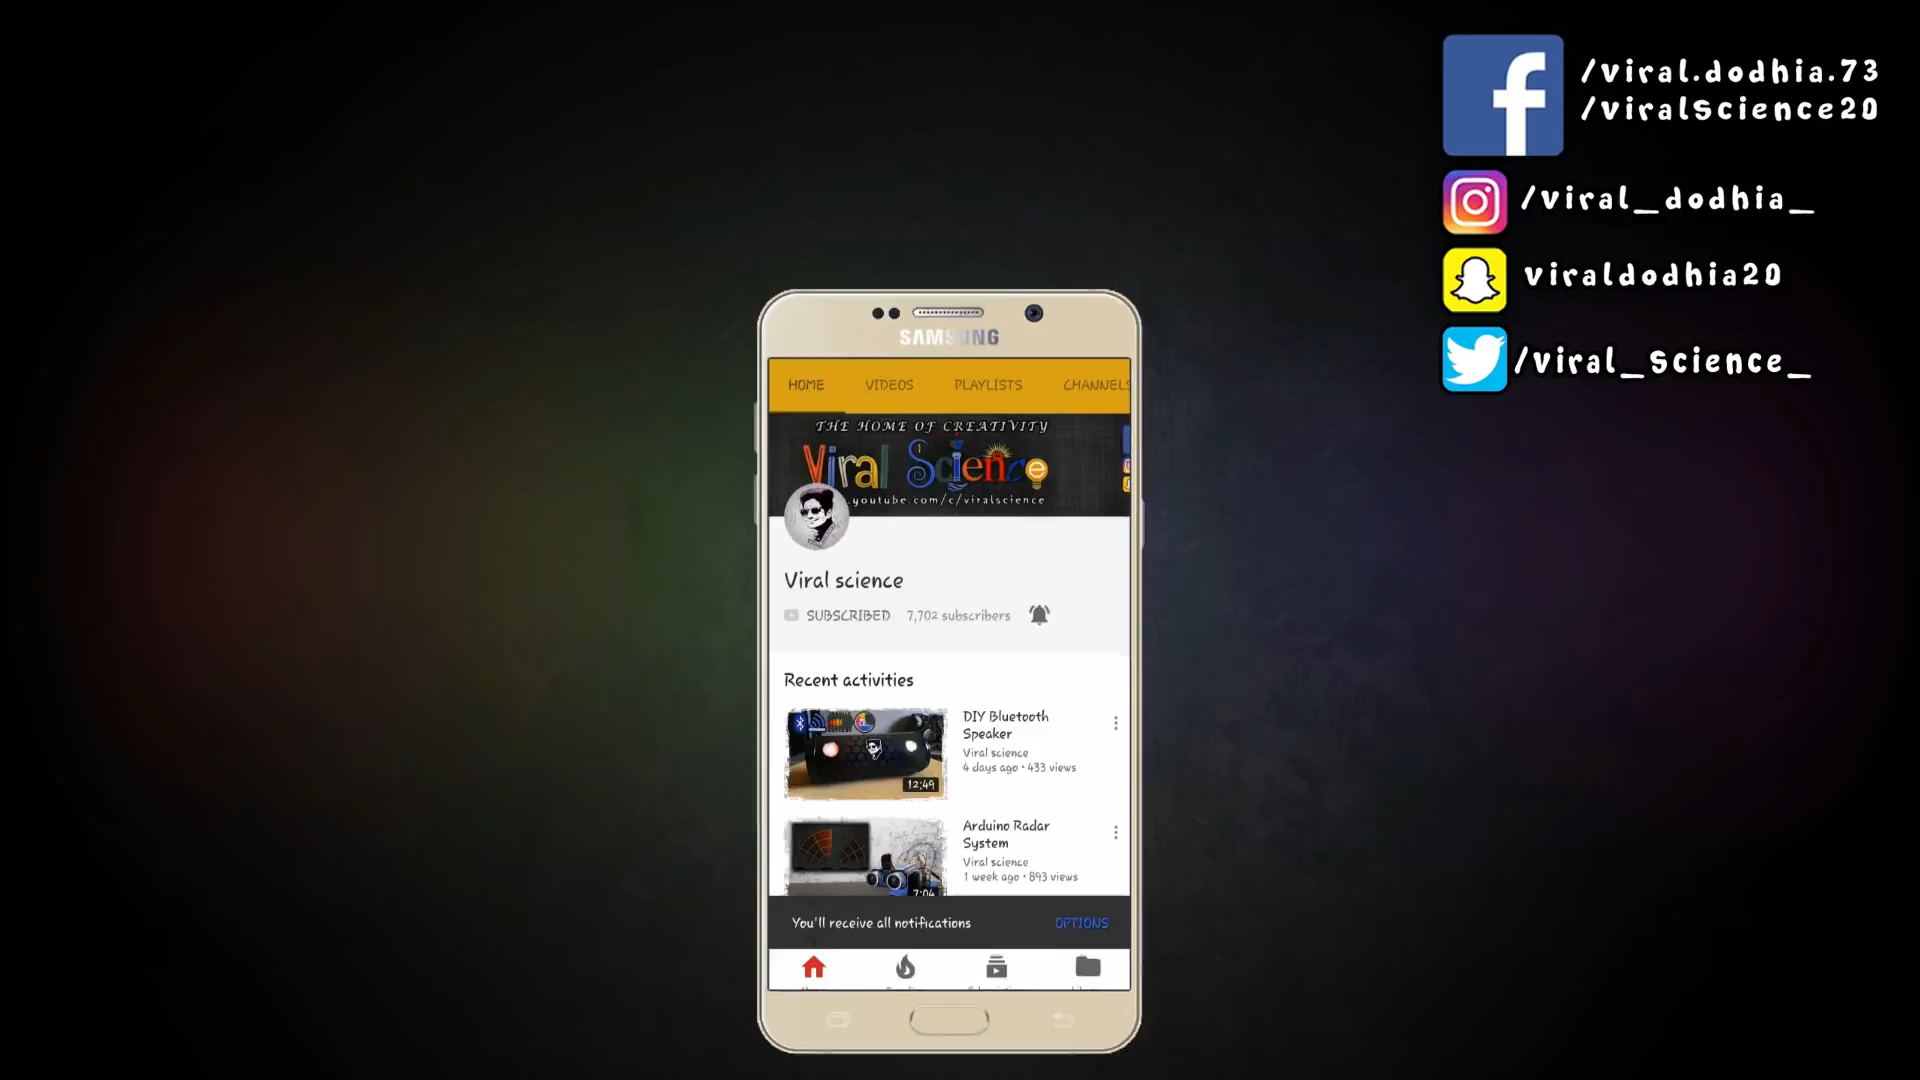 /viral.dodhia.73
/viralscience20
/viral_dodhia_
viraldodhia20
/viral_science_
SAMSUNG
HOME VIDEOS PLAYLISTS CHANNELS
THE HOME OF CREATIVITY
Viral Science
.youtube.com/c/viralscience
Viral science
SUBSCRIBED 7,702 subscribers
Recent activities
DIY Bluetooth
Speaker
Viral science
4 days ago • 433 views
12:49
Arduino Radar
System
Viral science
1 week ago • 893 views
7:04
You'll receive all notifications OPTIONS